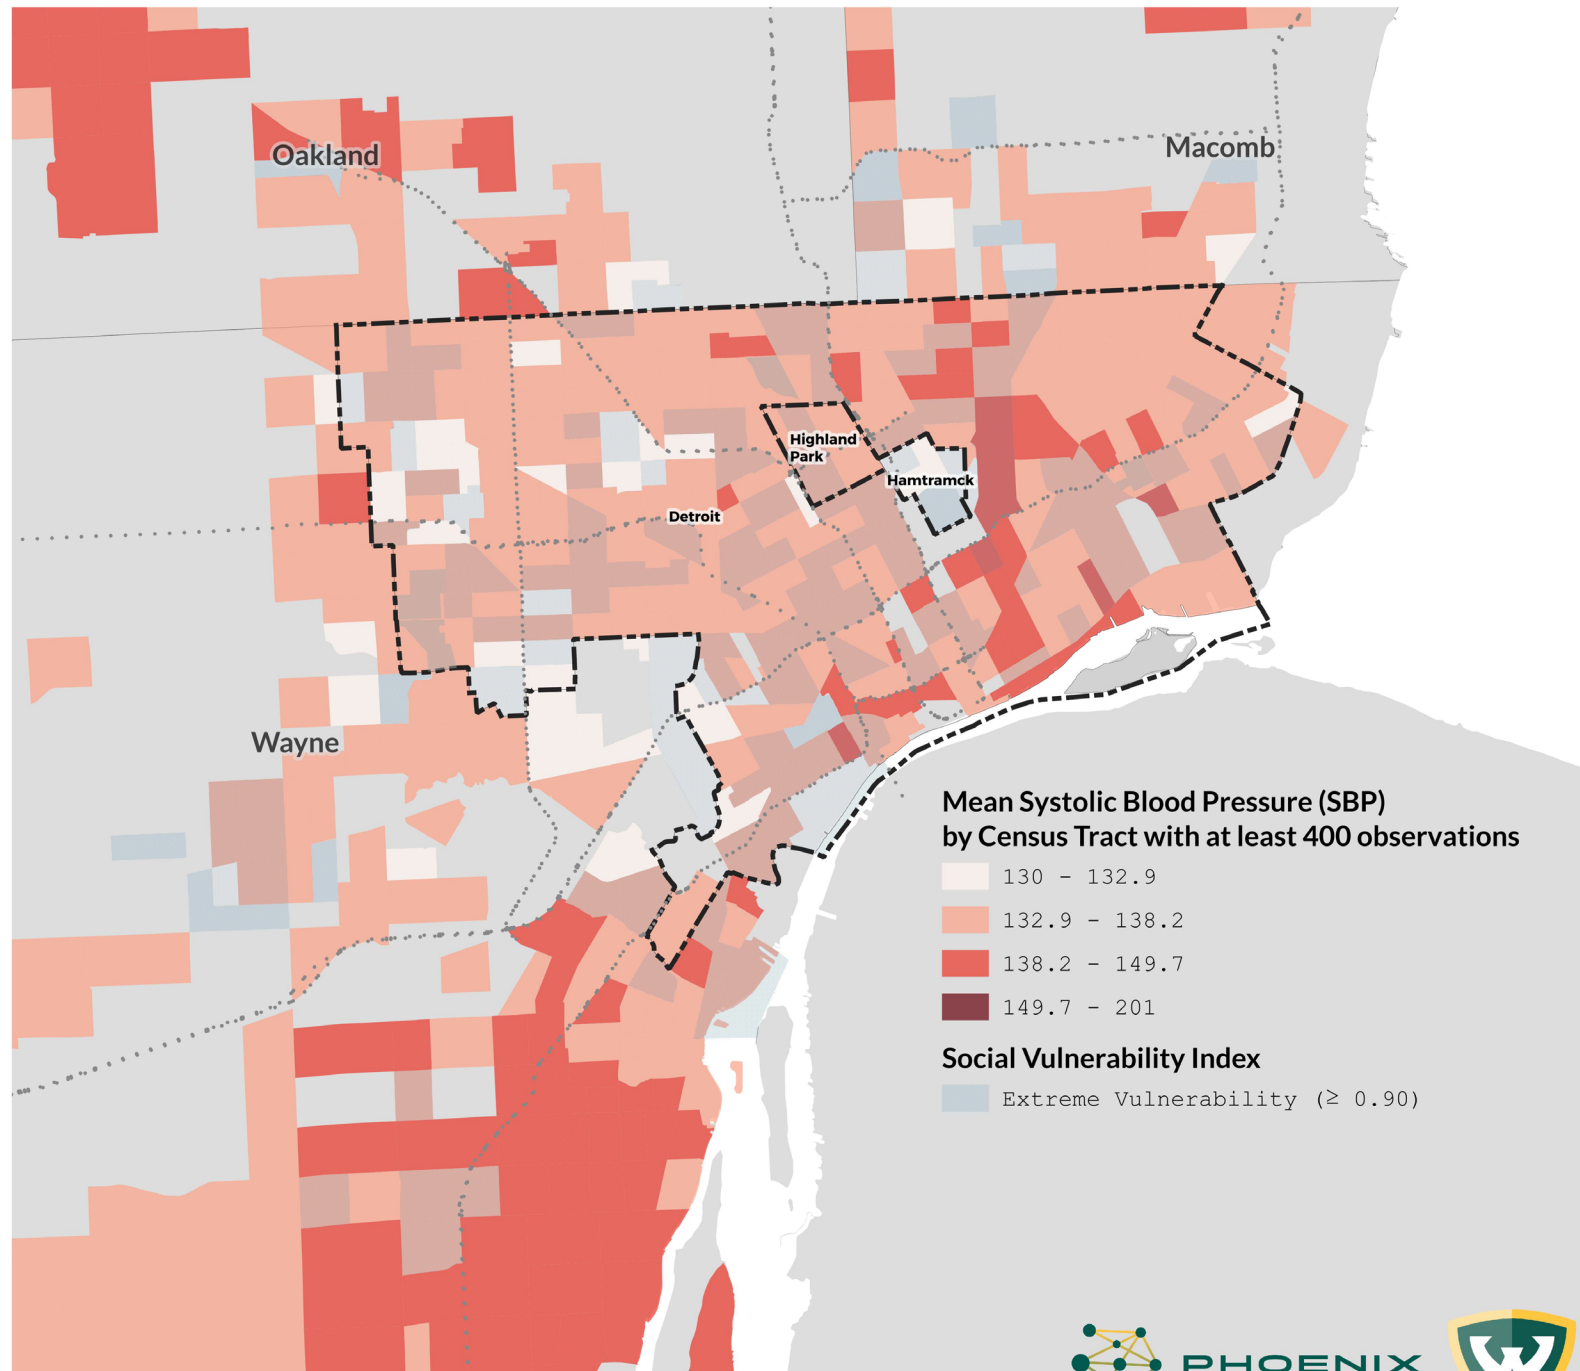 Oakland
Macomb
Highland
Park
Hamtramck
Detroit
Wayne
Mean Systolic Blood Pressure (SBP)
by Census Tract with at least 400 observations
130 - 132.9
132.9 - 138.2
138.2 - 149.7
149.7 - 201
Social Vulnerability Index
Extreme Vulnerability (≥ 0.90)
PHOENIX